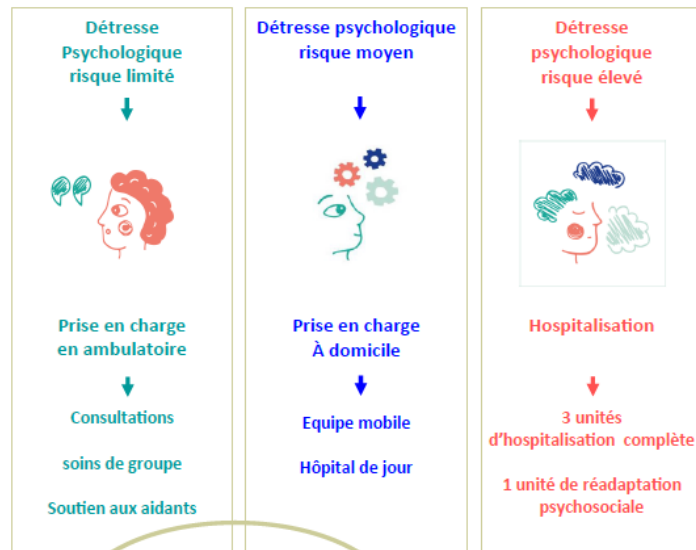 Détresse
Psychologique
risque limité
Prise en charge
en ambulatoire
Consultations
soins de groupe
Soutien aux aidants
Détresse psychologique
risque moyen
Prise en charge
À domicile
Equipe mobile
Hôpital de jour
Détresse
psychologique
risque élevé
Hospitalisation
3 unités
d'hospitalisation complète
1 unité de réadaptation
psychosociale